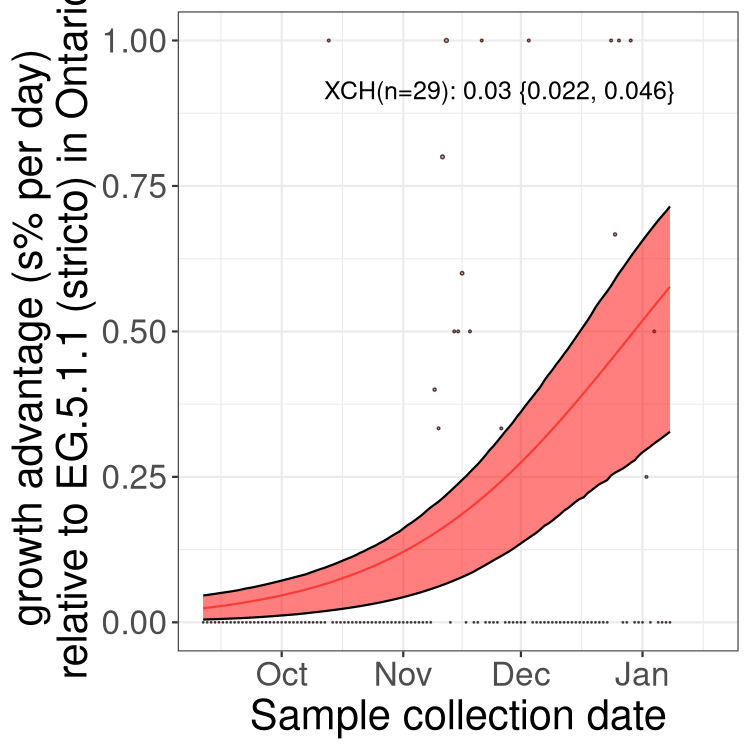 growth advantage (s% per day)
relative to EG.5.1.1 (stricto) in Ontario
1.00
0.75
0.50
0.25
0.00
XCH(n=29): 0.03 {0.022, 0.046}
Oct Nov Dec Jan
Sample collection date